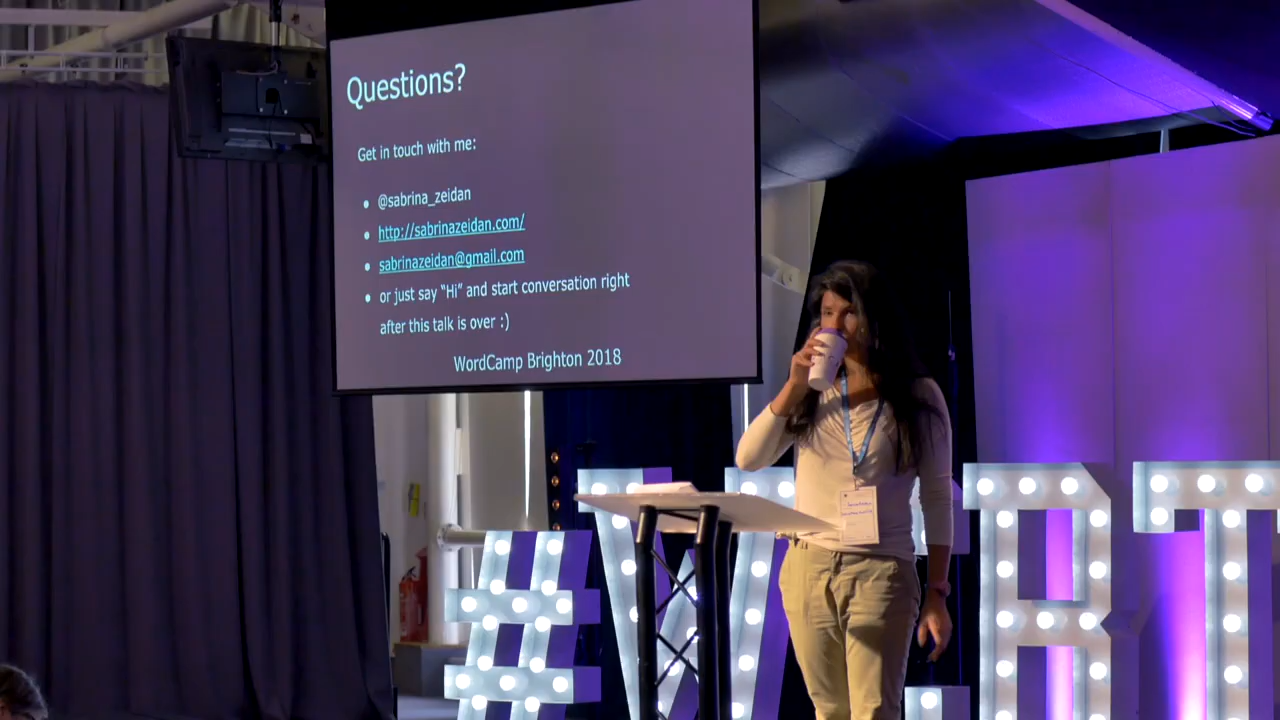 Questions?
Get in touch with me:
• @sabrina_zeidan
• http://sabrinazeidan.com/
• sabrinazeidan@gmail.com
• or just say “Hi” and start conversation right
after this talk is over :)
WordCamp Brighton 2018